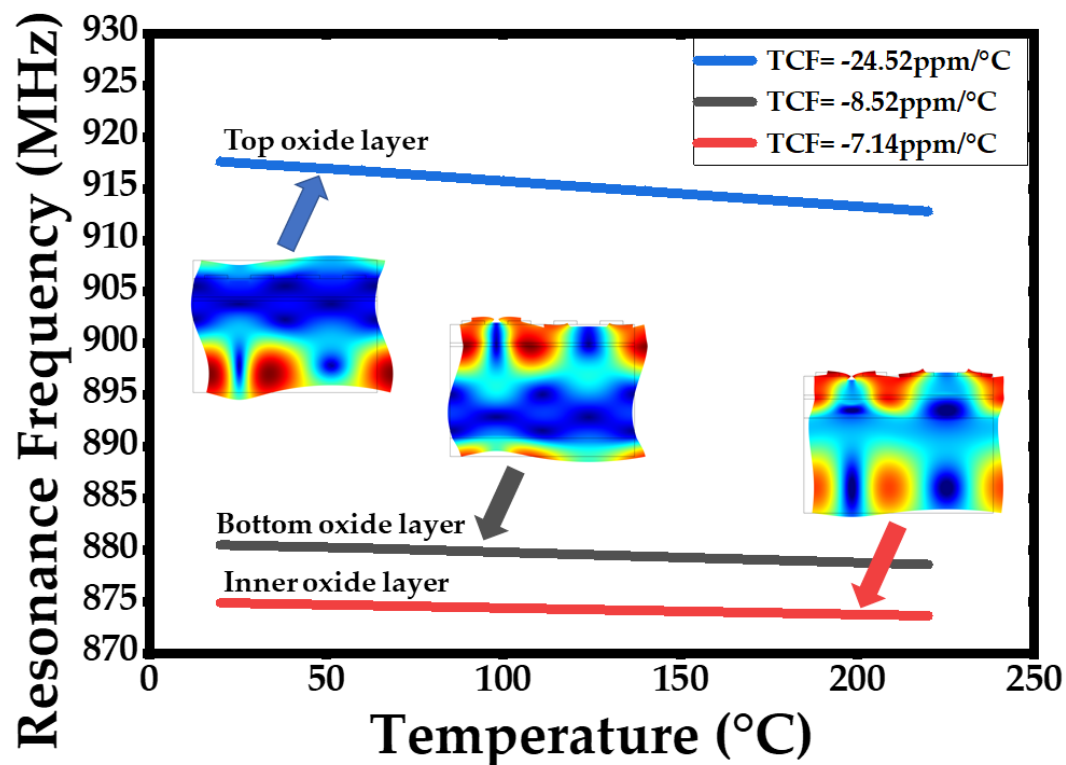 Resonance Frequency (MHz)
930
925
920
915
910
905
900
895
890
885
880
875
870
TCF= -24.52ppm/°C
TCF= -8.52ppm/°C
TCF= -7.14ppm/°C
Top oxide layer
Bottom oxide layer
Inner oxide layer
0 50 100 150 200 250
Temperature (°C)